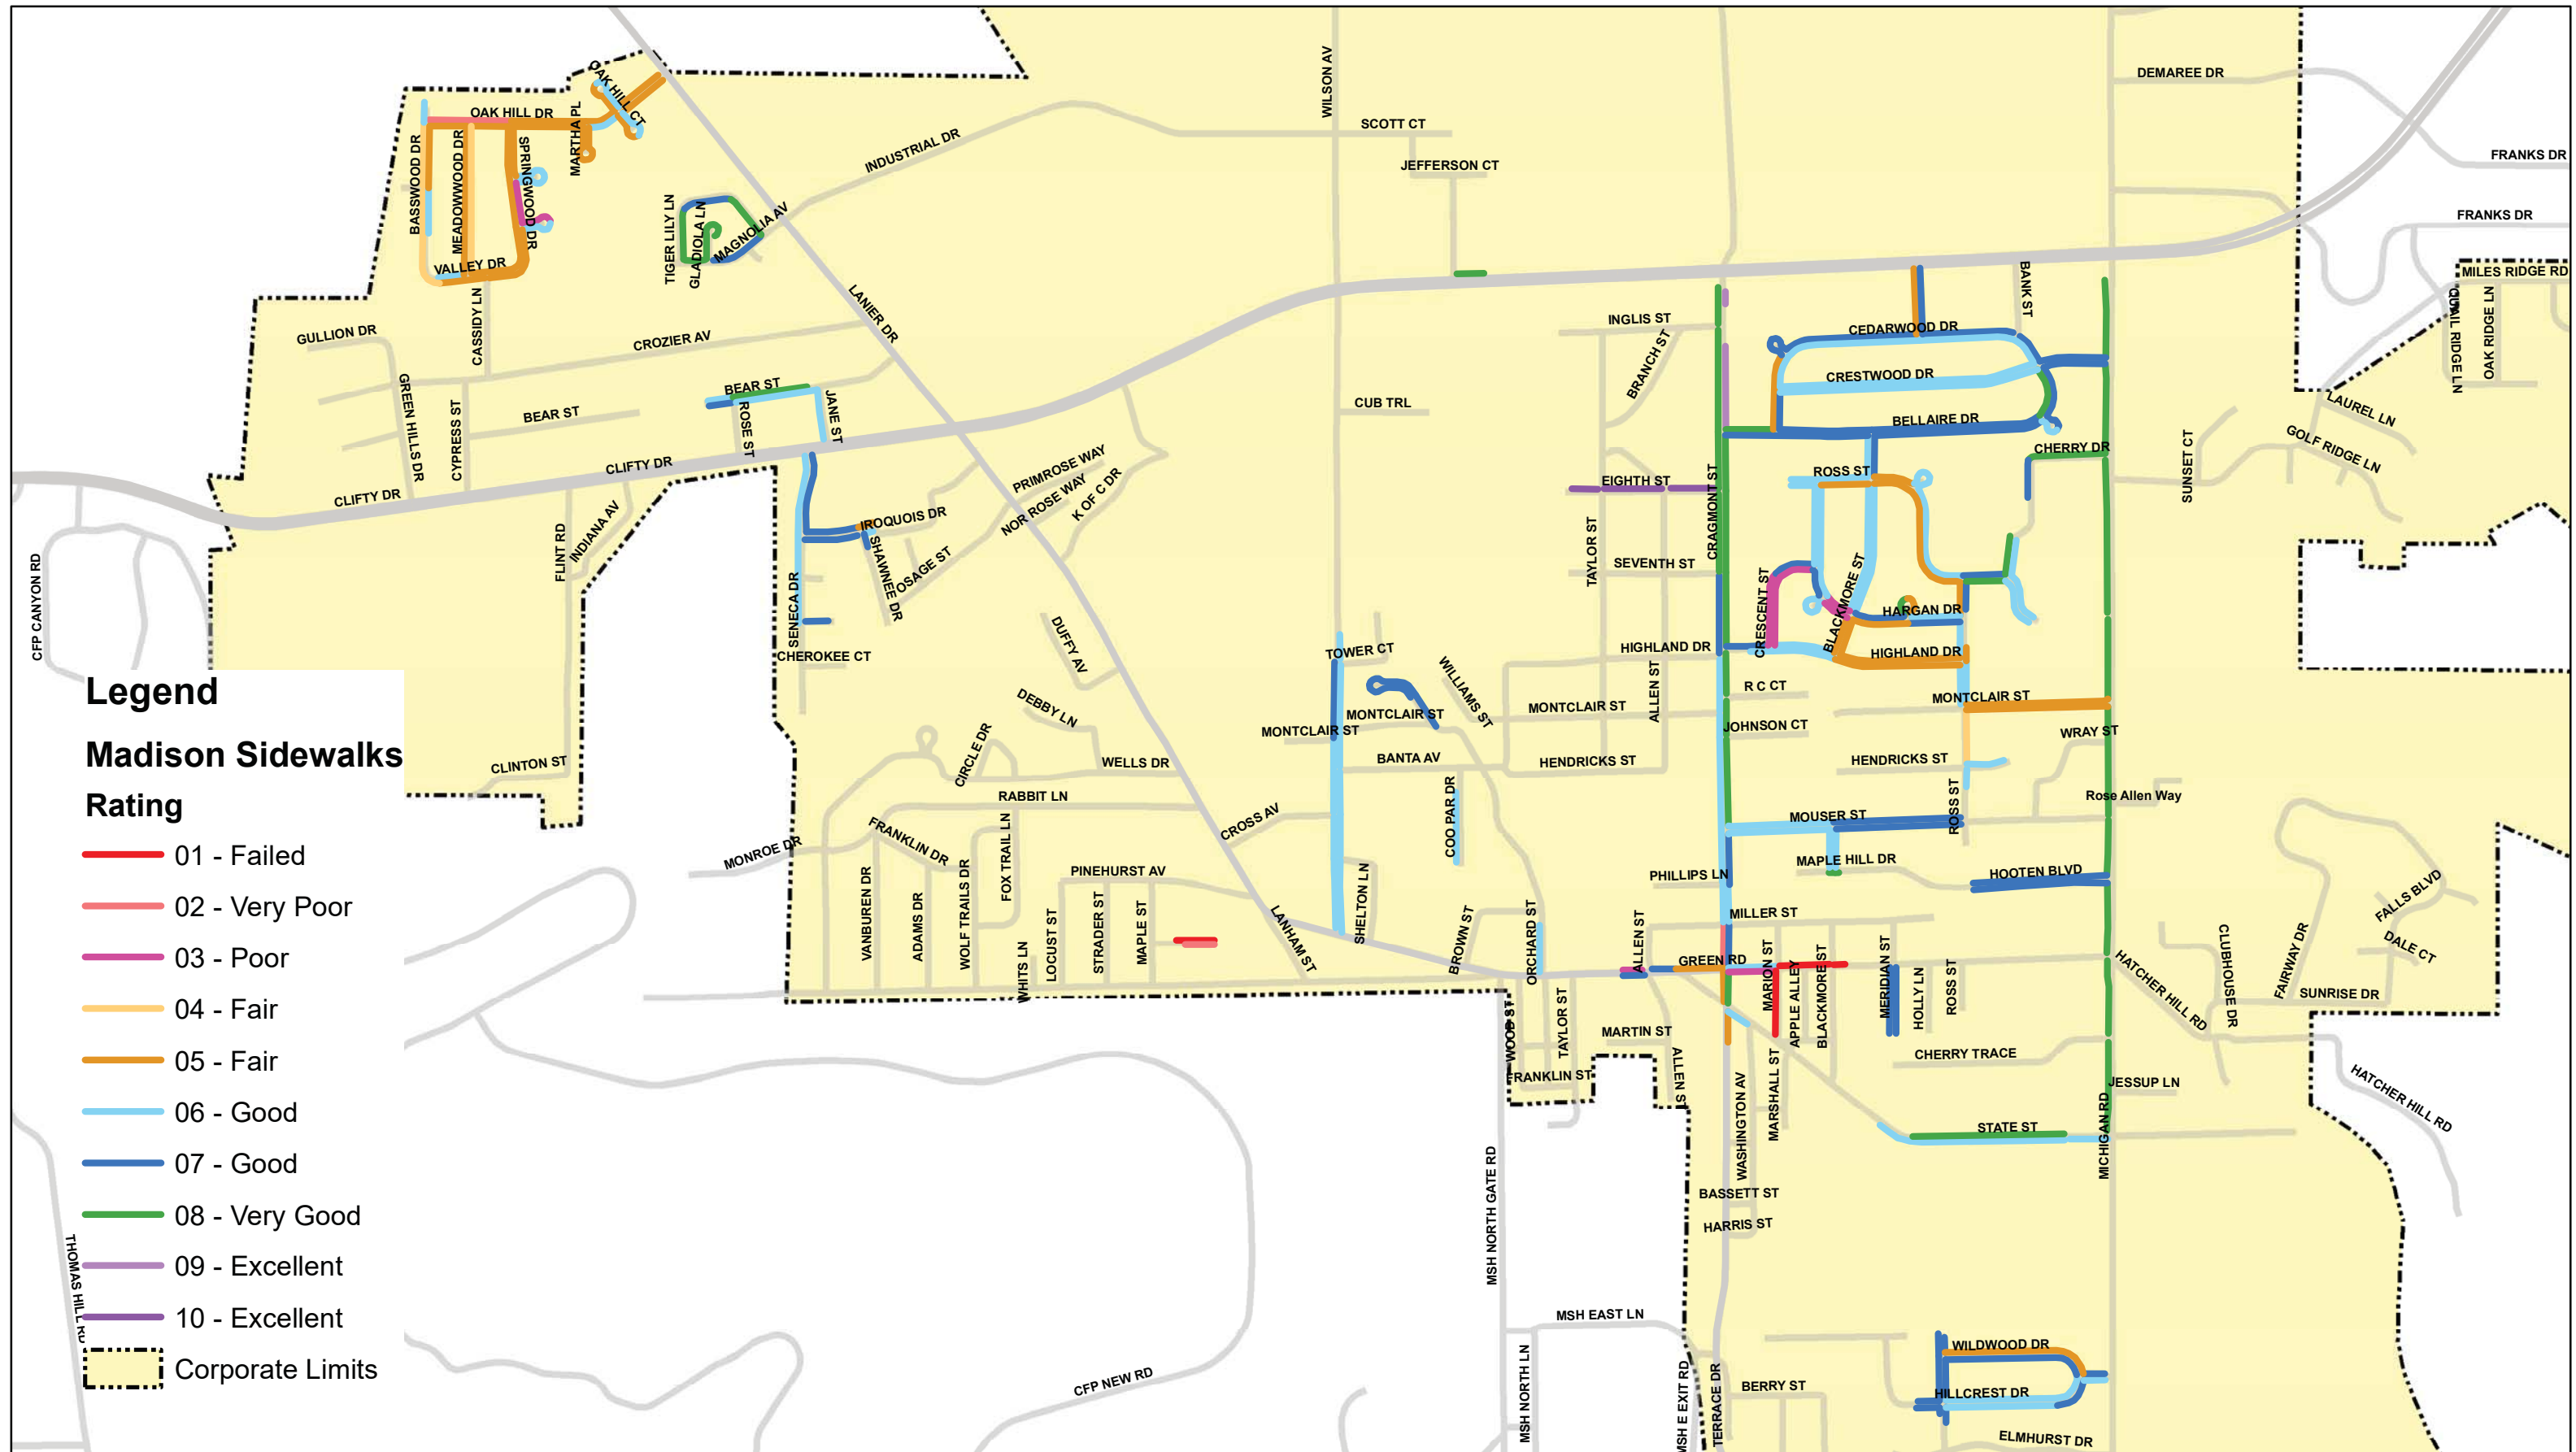 OAK HILL CT
OAK HILL DR
MARTHA PL
BASSWOOD DR
MEADOWWOOD DR
SPRINGWOOD DR
VALLEY DR
CASSIDY LN
TIGER LILY LN
GLADIOLA LN
MAGNOLIA AV
INDUSTRIAL DR
LANIER DR
WILSON AV
SCOTT CT
JEFFERSON CT
DEMAREE DR
FRANKS DR
FRANKS DR
MILES RIDGE RD
QUAIL RIDGE LN
OAK RIDGE LN
LAUREL LN
GOLF RIDGE LN
SUNSET CT
BANK ST
GULLION DR
CROZIER AV
GREEN HILLS DR
CYPRESS ST
BEAR ST
BEAR ST
ROSE ST
JANE ST
CLIFTY DR
CLIFTY DR
FLINT RD
INDIANA AV
CFP CANYON RD
PRIMROSE WAY
NOR ROSE WAY
K OF C DR
IROQUOIS DR
SHAWNEE DR
OSAGE ST
SENECA DR
CHEROKEE CT
CUB TRL
INGLIS ST
BRANCH ST
EIGHTH ST
TAYLOR ST
SEVENTH ST
CRAGMONT ST
CEDARWOOD DR
CRESTWOOD DR
BELLAIRE DR
CHERRY DR
ROSS ST
CRESCENT ST
BLACKMORE ST
HARGAN DR
HIGHLAND DR
HIGHLAND DR
ALLEN ST
R C CT
JOHNSON CT
MONTCLAIR ST
MONTCLAIR ST
MONTCLAIR ST
MONTCLAIR ST
WRAY ST
HENDRICKS ST
HENDRICKS ST
ROSS ST
Rose Allen Way
DUFFY AV
DEBBY LN
CIRCLE DR
WELLS DR
RABBIT LN
TOWER CT
WILLIAMS ST
BANTA AV
COO PAR DR
CROSS AV
CLINTON ST
MONROE DR
FRANKLIN DR
VANBUREN DR
ADAMS DR
WOLF TRAILS DR
FOX TRAIL LN
WHITS LN
LOCUST ST
STRADER ST
MAPLE ST
PINEHURST AV
LANHAM ST
SHELTON LN
BROWN ST
ORCHARD ST
MOUSER ST
MAPLE HILL DR
PHILLIPS LN
HOOTEN BLVD
MILLER ST
ALLEN ST
GREEN RD
MARION ST
APPLE ALLEY
BLACKMORE ST
MERIDIAN ST
HOLLY LN
ROSS ST
HATCHER HILL RD
CLUBHOUSE DR
FAIRWAY DR
FALLS BLVD
DALE CT
SUNRISE DR
HATCHER HILL RD
WOOD ST
TAYLOR ST
MARTIN ST
FRANKLIN ST
ALLEN ST
WASHINGTON AV
MARSHALL ST
CHERRY TRACE
JESSUP LN
MICHIGAN RD
STATE ST
BASSETT ST
HARRIS ST
MSH NORTH GATE RD
MSH EAST LN
MSH NORTH LN
MSH E EXIT RD
TERRACE DR
BERRY ST
WILDWOOD DR
HILLCREST DR
ELMHURST DR
CFP NEW RD
THOMAS HILL RD
Legend
Madison Sidewalks
Rating
01 - Failed
02 - Very Poor
03 - Poor
04 - Fair
05 - Fair
06 - Good
07 - Good
08 - Very Good
09 - Excellent
10 - Excellent
Corporate Limits